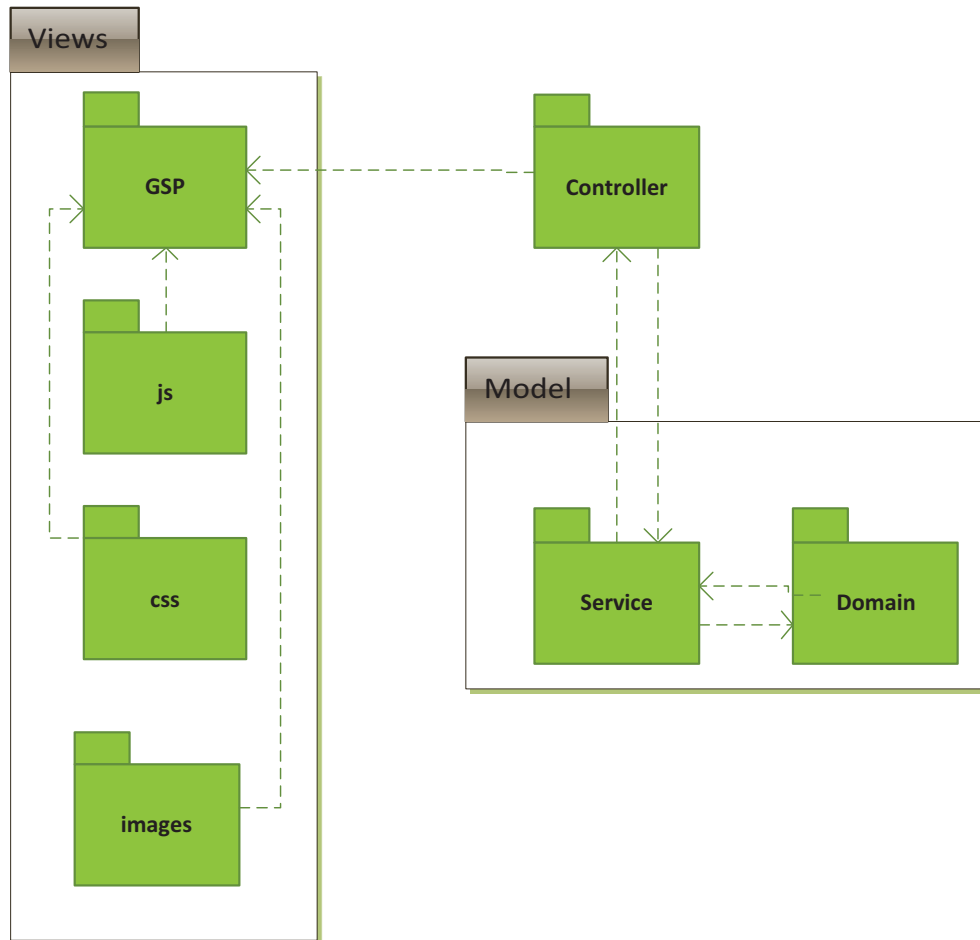 Views
GSP
Controller
js
Model
css
Service
Domain
images